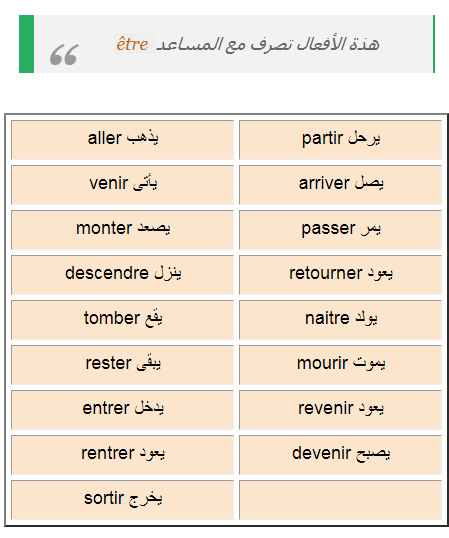 هذة الأفعال تصرف مع المساعد être
aller يذهب
partir يرحل
venir يأتى
arriver يصل
monter يصعد
passer يمر
descendre ينزل
retourner يعود
tomber يقع
naitre يولد
rester يبقى
mourir يموت
entrer يدخل
revenir يعود
rentrer يعود
devenir يصبح
sortir يخرج